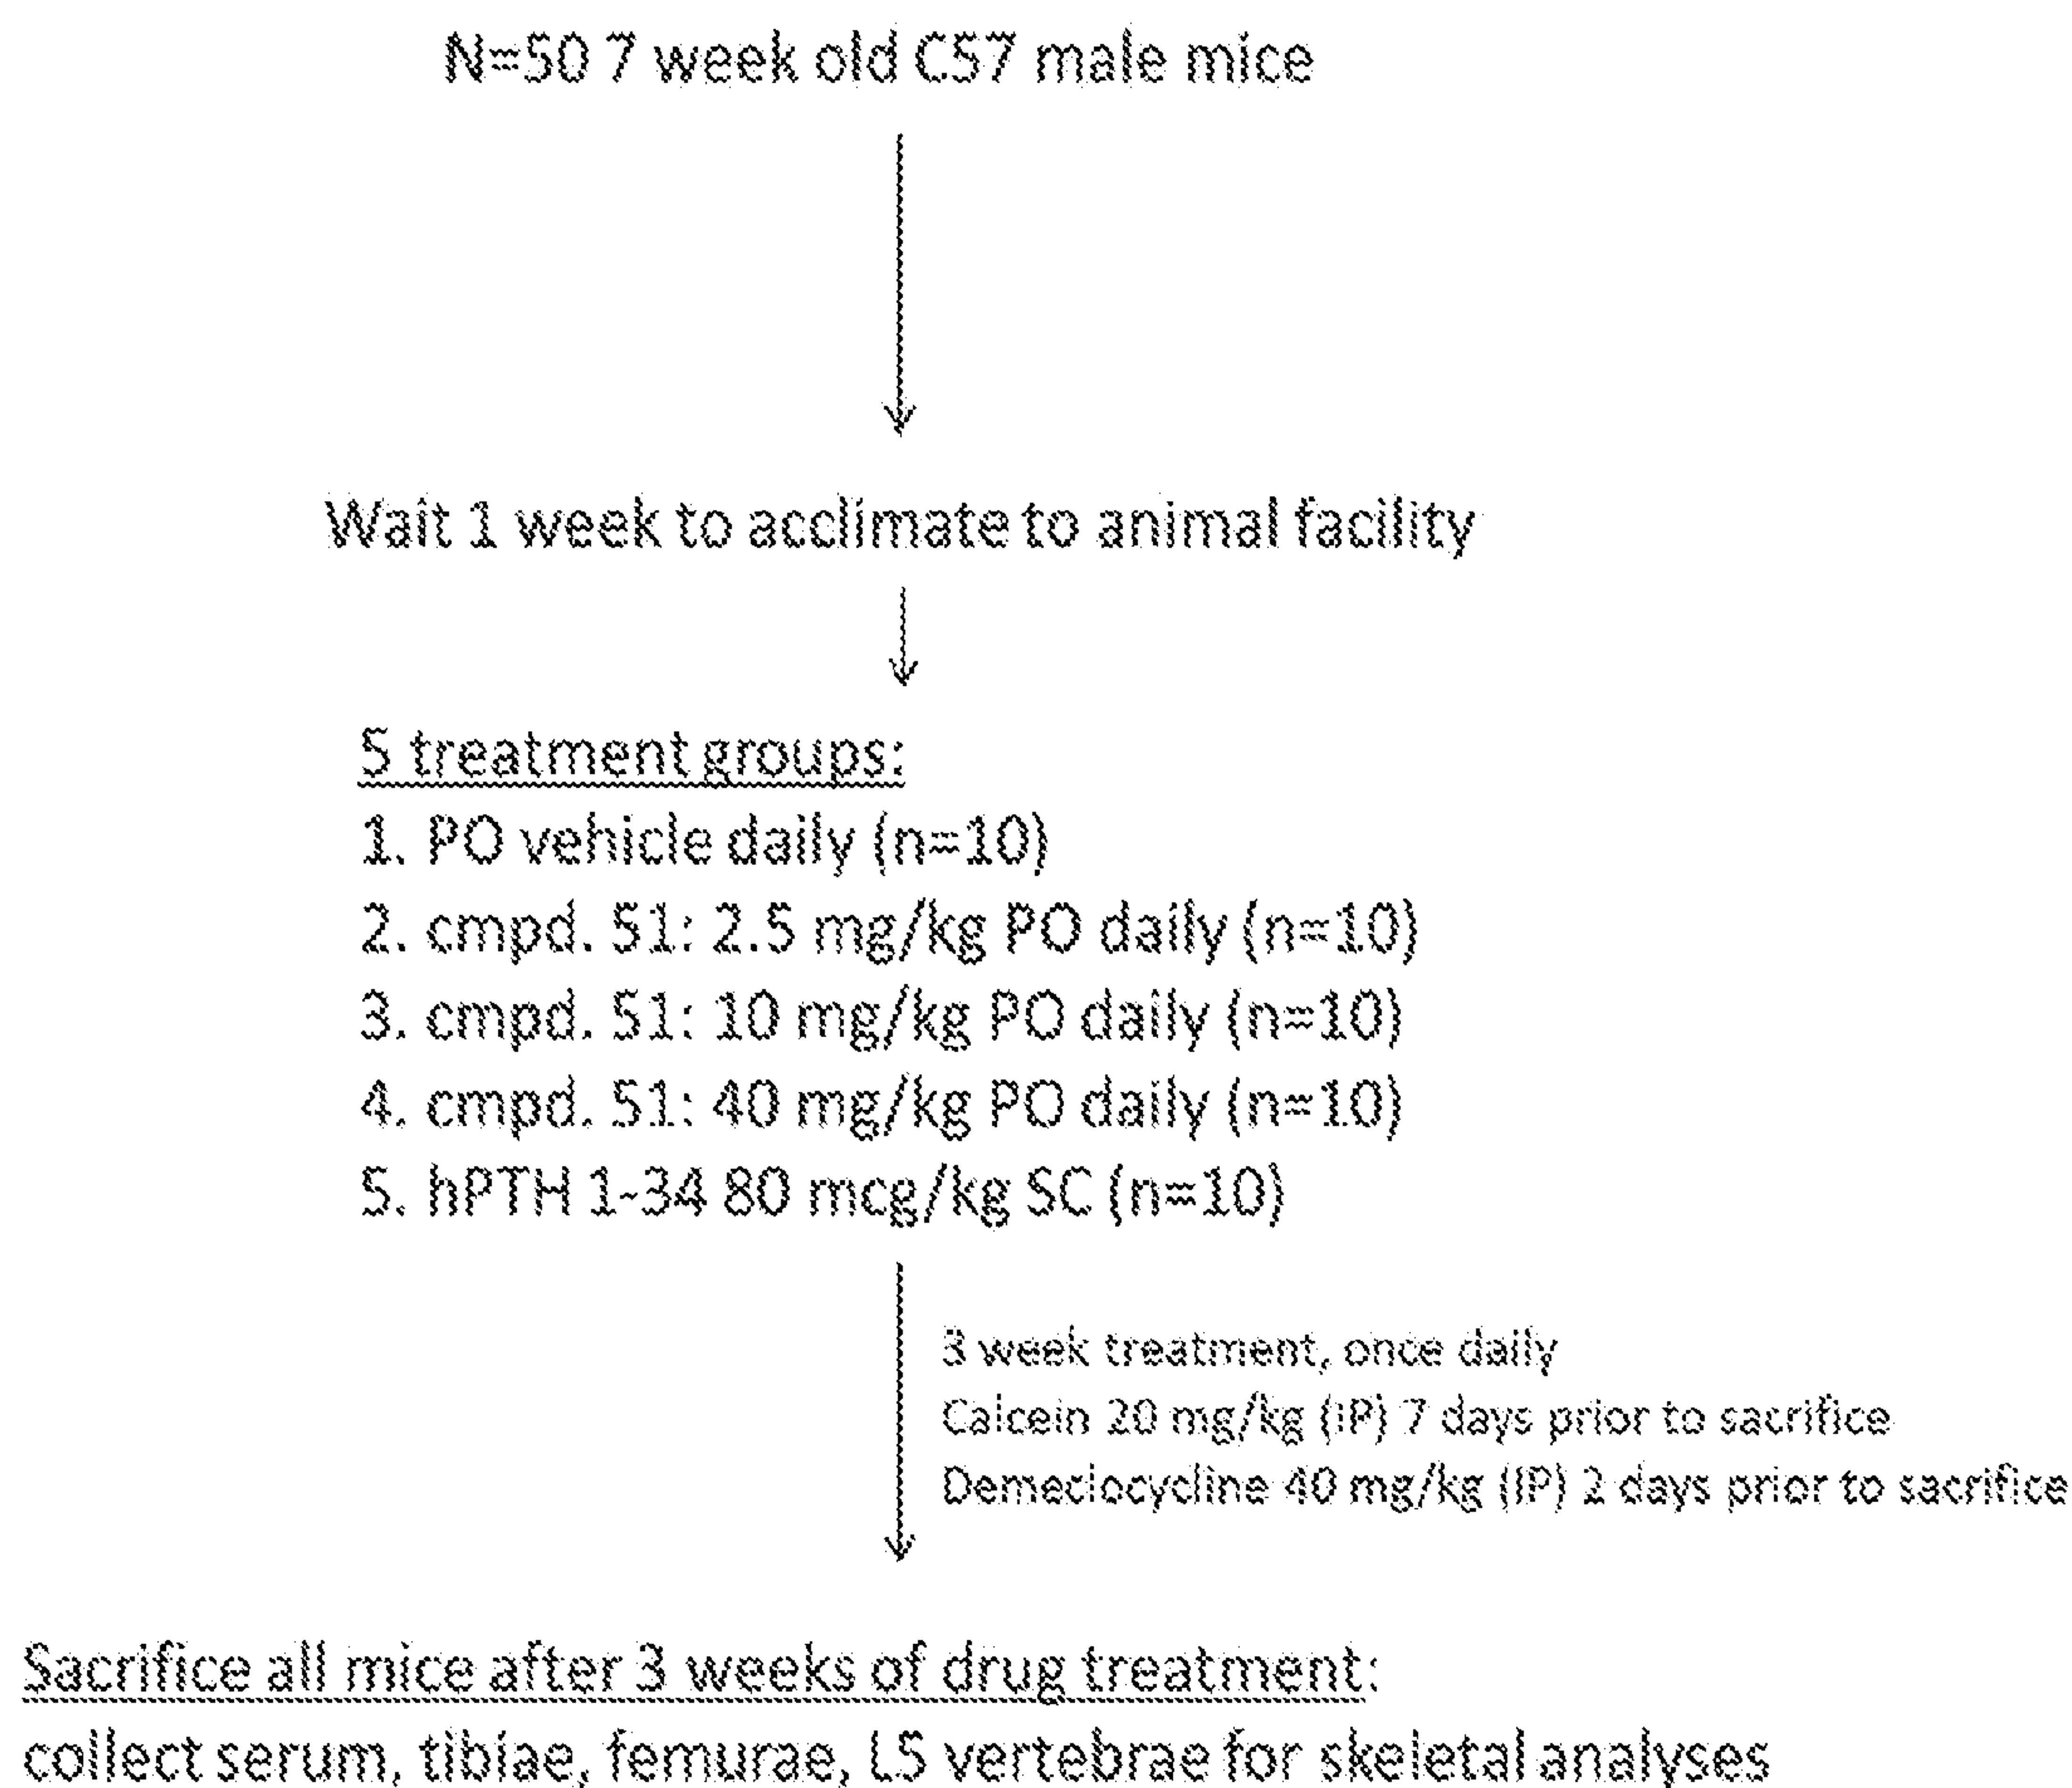 N=50 7 week old C57 male mice
Wait 1 week to acclimate to animal facility
5 treatment groups:
1. PO vehicle daily (n=10)
2. cmpd. 51: 2.5 mg/kg PO daily (n=10)
3. cmpd. 51: 10 mg/kg PO daily (n=10)
4. cmpd. 51: 40 mg/kg PO daily (n=10)
5. hPTH 1-34 80 mcg/kg SC (n=10)
3 week treatment, once daily
Calcein 20 mg/kg (IP) 7 days prior to sacrifice
Demeclocycline 40 mg/kg (IP) 2 days prior to sacrifice
Sacrifice all mice after 3 weeks of drug treatment:
collect serum, tibiae, femurae, L5 vertebrae for skeletal analyses